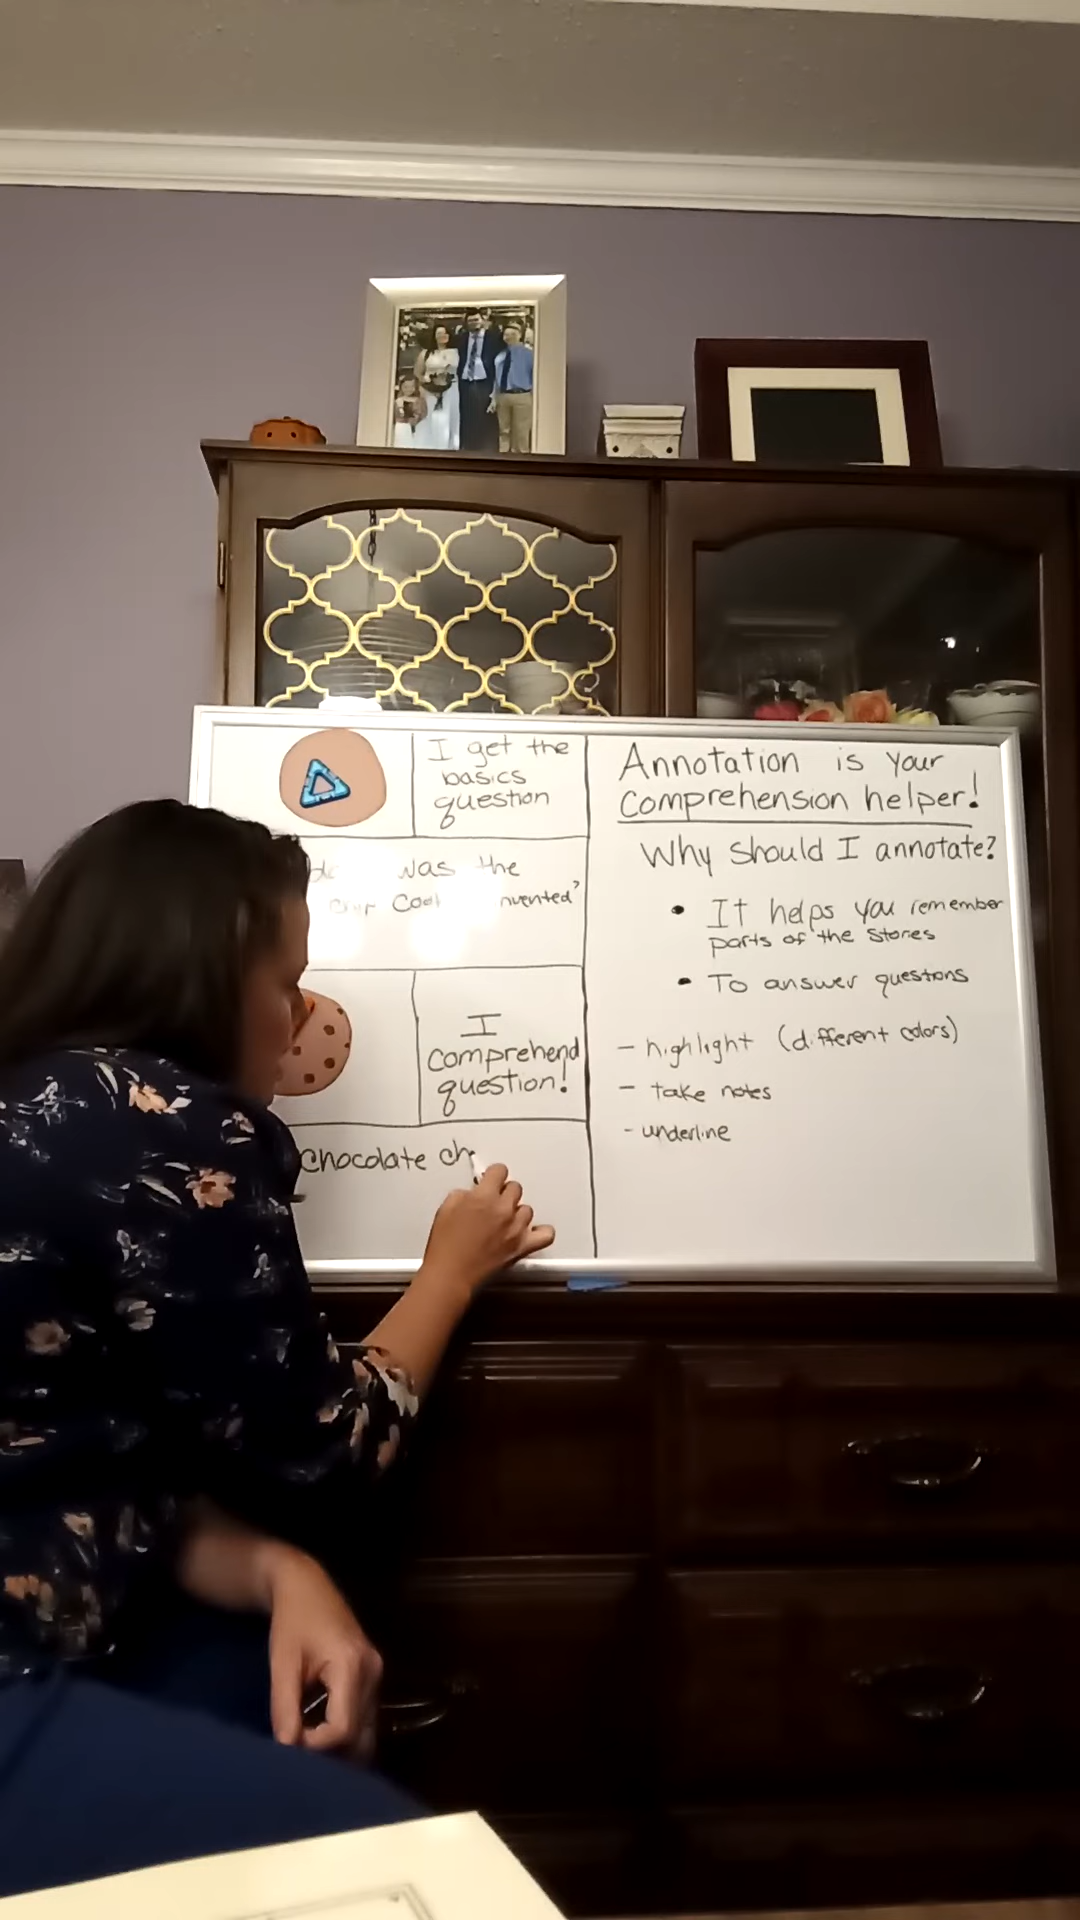 I get the
basics
question
was the
invented?
I
comprehend
question!
Chocolate ch
Annotation is your
Comprehension helper!
Why should I annotate?
• It helps you remember
parts of the stories
• To answer questions
- highlight (different colors)
- take notes
- underline